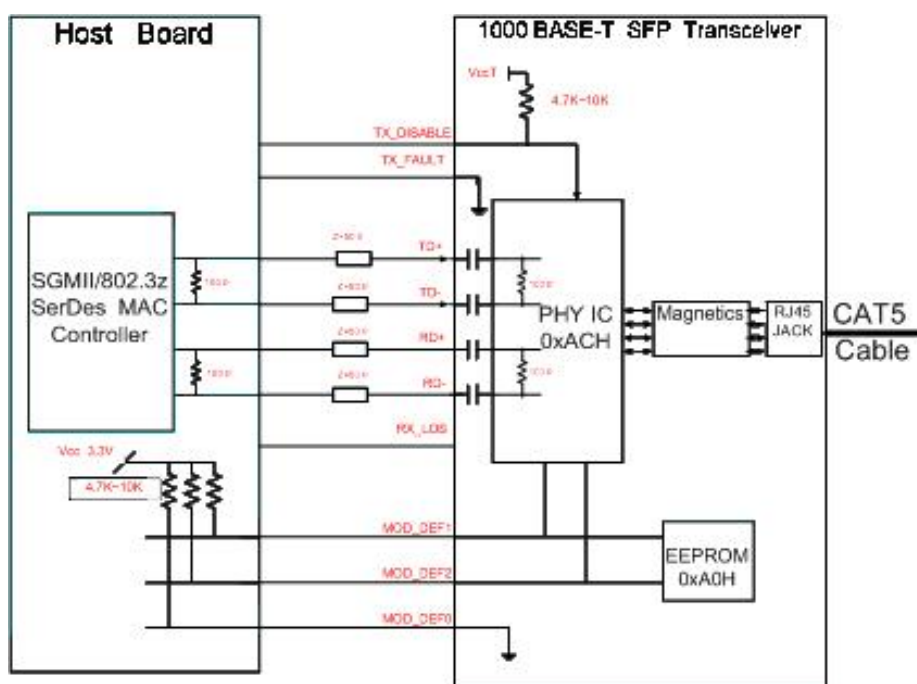 Host Board
1000 BASE-T SFP Transceiver
VccT
4.7K-10K
TX_DISABLE
TX_FAULT
SGMII/802.3z
SerDes MAC
Controller
TD+
TD-
RD+
RD-
PHY IC
0xACH
Magnetics
RJ45
JACK
CAT5
Cable
RX_LOS
Vcc 3.3V
4.7K-10K
MOD_DEF1
MOD_DEF2
MOD_DEF0
EEPROM
0xA0H